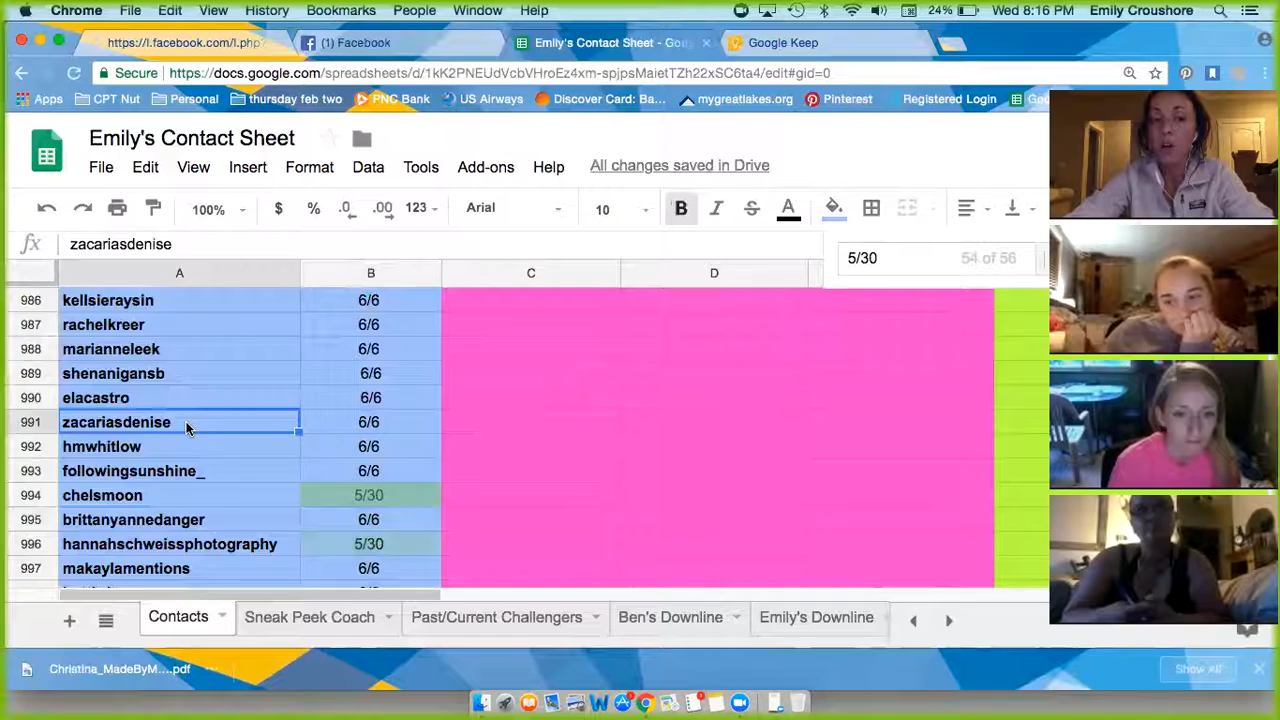 Chrome File Edit View History Bookmarks People Window Help 24% Wed 8:16 PM Emily Croushore
https://l.facebook.com/l.php? (1) Facebook Emily's Contact Sheet - Goo Google Keep
Secure https://docs.google.com/spreadsheets/d/1kK2PNEUdVcbVHroEz4xm-spjpsMaietTZh22xSC6ta4/edit#gid=0
Apps CPT Nut Personal thursday feb two PNC Bank US Airways Discover Card: Ba... mygreatlakes.org Pinterest Registered Login
Emily's Contact Sheet
File Edit View Insert Format Data Tools Add-ons Help All changes saved in Drive
100% $ % .0 .00 123 Arial 10 B I S A
fx zacariasdenise 5/30 54 of 56
A B C D
986 kellsieraysin 6/6
987 rachelkreer 6/6
988 marianneleek 6/6
989 shenanigansb 6/6
990 elacastro 6/6
991 zacariasdenise 6/6
992 hmwhitlow 6/6
993 followingsunshine_ 6/6
994 chelsmoon 5/30
995 brittanyannedanger 6/6
996 hannahschweissphotography 5/30
997 makaylamentions 6/6
Contacts Sneak Peek Coach Past/Current Challengers Ben's Downline Emily's Downline
Christina_MadeByM....pdf Show All